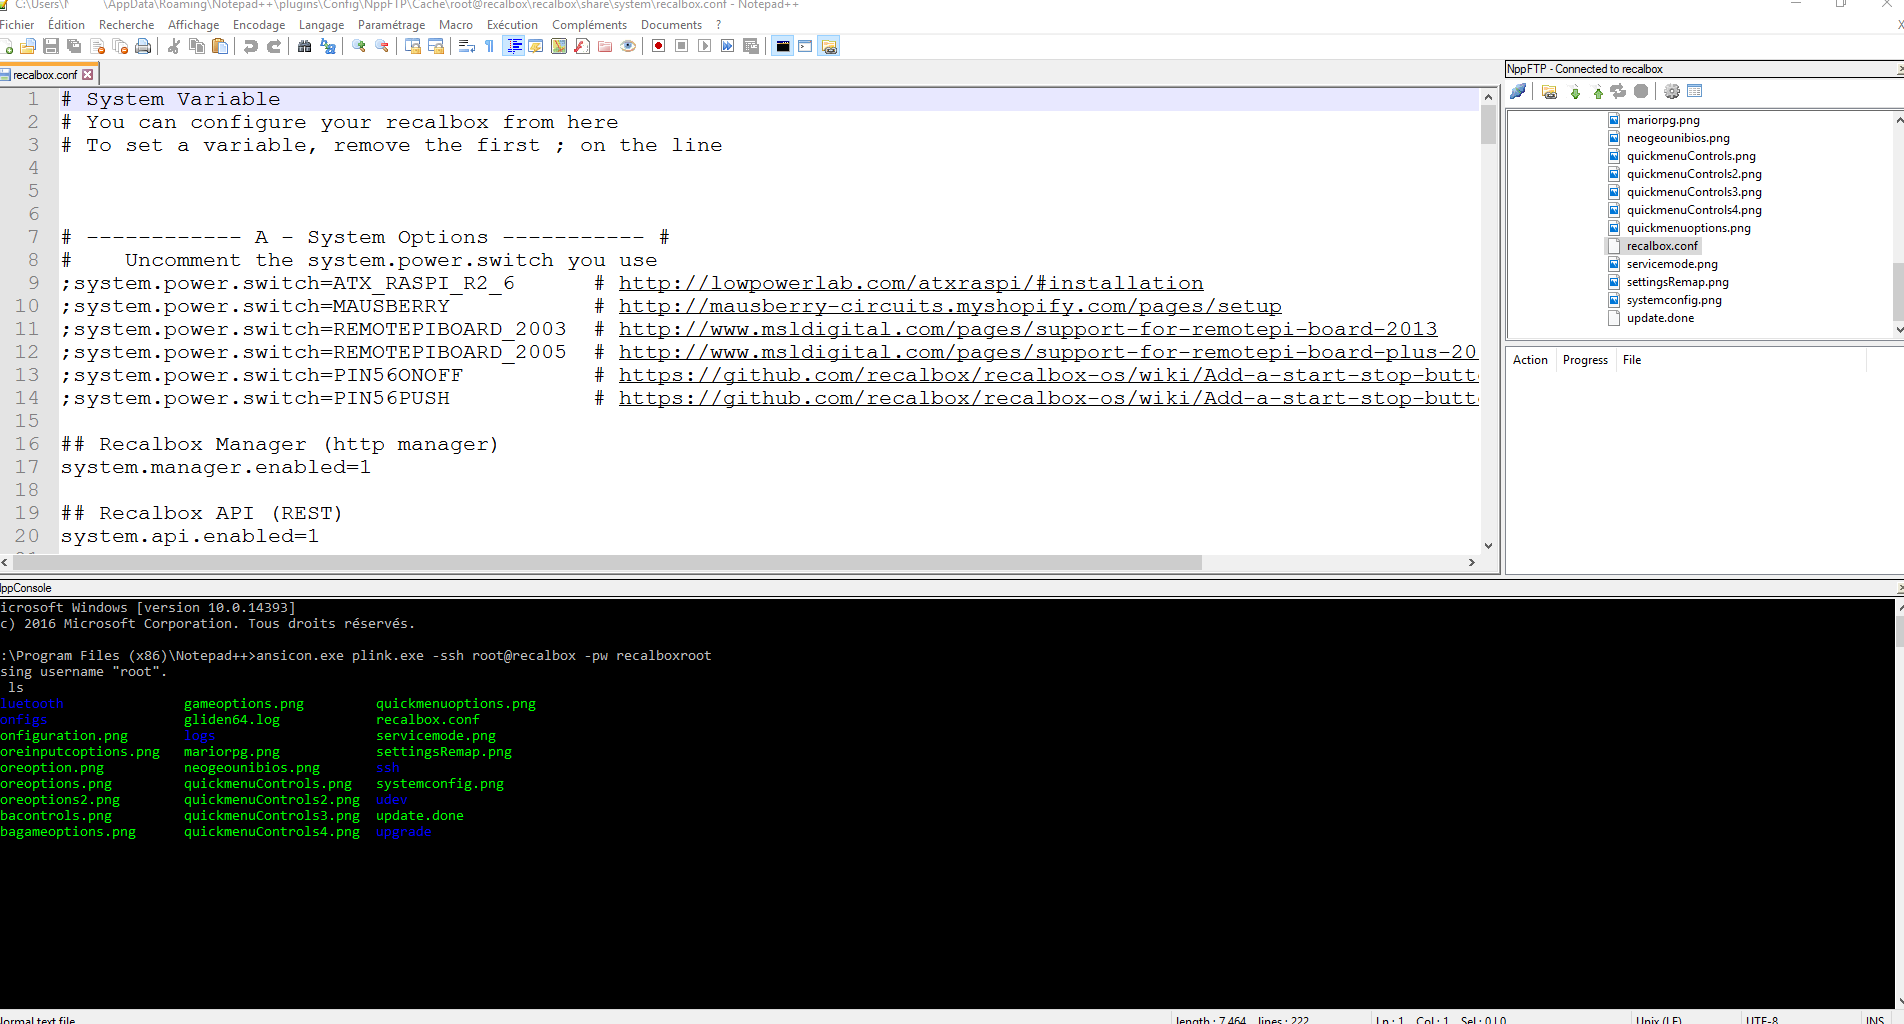 C:\Users\ \AppData\Roaming\Notepad++\plugins\Config\NppFTP\Cache\root@recalbox\recalbox\share\system\recalbox.conf - Notepad++
Fichier Édition Recherche Affichage Encodage Langage Paramétrage Macro Exécution Compléments Documents ? X
recalbox.conf
1 # System Variable
2 # You can configure your recalbox from here
3 # To set a variable, remove the first ; on the line
4
5
6
7 # ------------ A - System Options ----------- #
8 # Uncomment the system.power.switch you use
9 ;system.power.switch=ATX_RASPI_R2_6 # http://lowpowerlab.com/atxraspi/#installation
10 ;system.power.switch=MAUSBERRY # http://mausberry-circuits.myshopify.com/pages/setup
11 ;system.power.switch=REMOTEPIBOARD_2003 # http://www.msldigital.com/pages/support-for-remotepi-board-2013
12 ;system.power.switch=REMOTEPIBOARD_2005 # http://www.msldigital.com/pages/support-for-remotepi-board-plus-20
13 ;system.power.switch=PIN56ONOFF # https://github.com/recalbox/recalbox-os/wiki/Add-a-start-stop-butt
14 ;system.power.switch=PIN56PUSH # https://github.com/recalbox/recalbox-os/wiki/Add-a-start-stop-butt
15
16 ## Recalbox Manager (http manager)
17 system.manager.enabled=1
18
19 ## Recalbox API (REST)
20 system.api.enabled=1
NppFTP - Connected to recalbox
mariorpg.png
neogeounibios.png
quickmenuControls.png
quickmenuControls2.png
quickmenuControls3.png
quickmenuControls4.png
quickmenuoptions.png
recalbox.conf
servicemode.png
settingsRemap.png
systemconfig.png
update.done
Action Progress File
ppConsole
icrosoft Windows [version 10.0.14393]
c) 2016 Microsoft Corporation. Tous droits réservés.
:\Program Files (x86)\Notepad++>ansicon.exe plink.exe -ssh root@recalbox -pw recalboxroot
sing username "root".
ls
luetooth gameoptions.png quickmenuoptions.png
onfigs gliden64.log recalbox.conf
onfiguration.png logs servicemode.png
oreinputcoptions.png mariorpg.png settingsRemap.png
oreoption.png neogeounibios.png ssh
oreoptions.png quickmenuControls.png systemconfig.png
oreoptions2.png quickmenuControls2.png udev
bacontrols.png quickmenuControls3.png update.done
bagameoptions.png quickmenuControls4.png upgrade
ormal text file length : 7 464 lines : 222 Ln : 1 Col : 1 Sel : 0 | 0 Unix (LF) UTF-8 INS